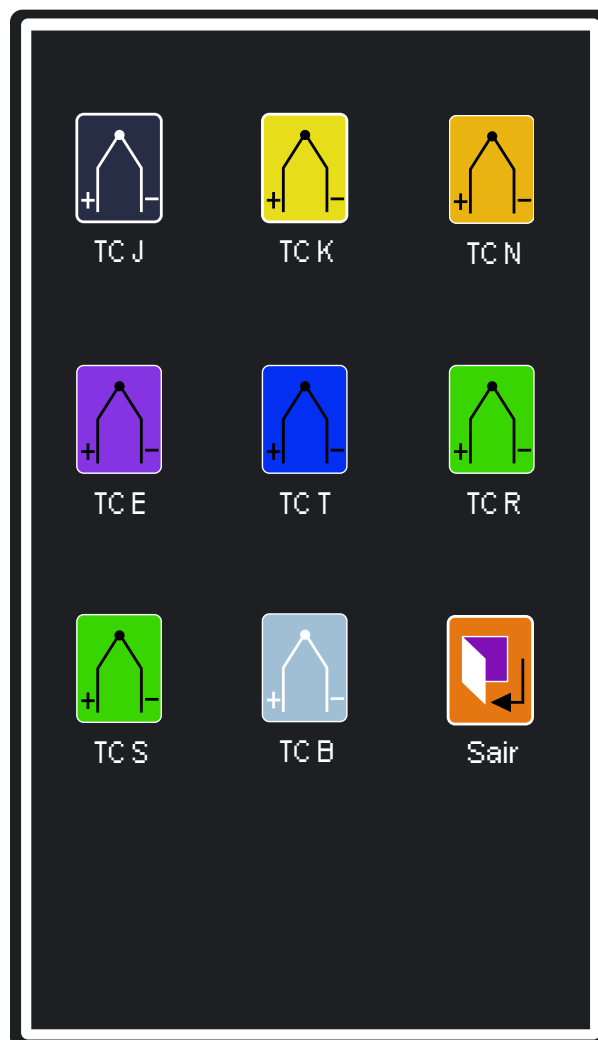 + − + − + −
TC J TC K TC N
+ − + − + −
TC E TC T TC R
+ − + −
TC S TC B Sair